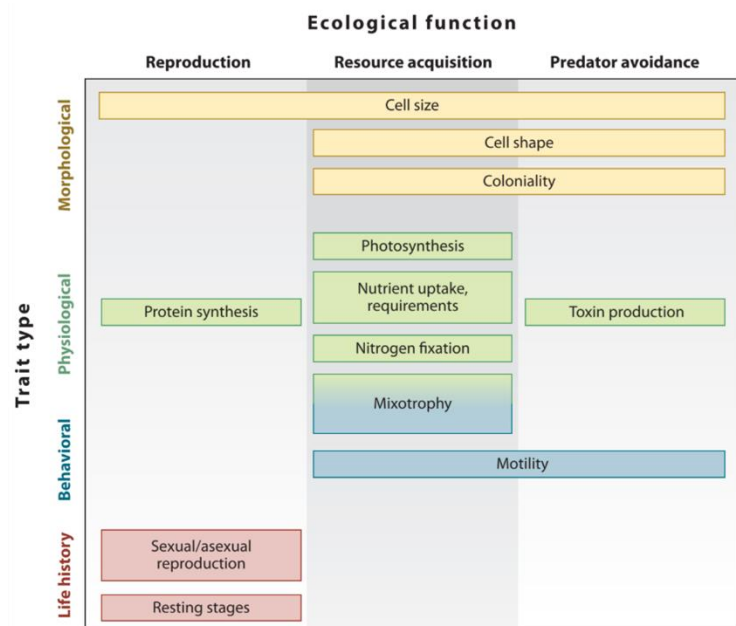 Ecological function
Reproduction Resource acquisition Predator avoidance
Trait type
Morphological
Cell size
Cell shape
Coloniality
Physiological
Photosynthesis
Protein synthesis
Nutrient uptake,
requirements
Toxin production
Nitrogen fixation
Mixotrophy
Behavioral
Motility
Life history
Sexual/asexual
reproduction
Resting stages